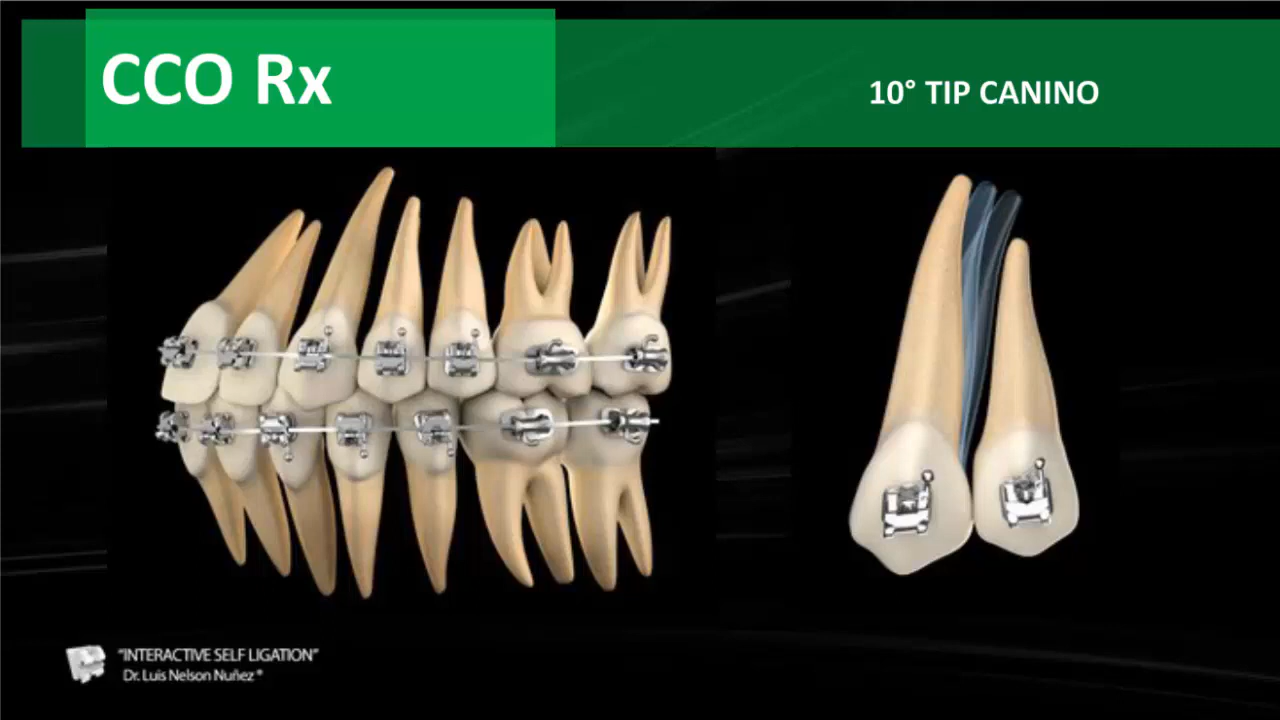 CCO Rx
10° TIP CANINO
"INTERACTIVE SELF LIGATION"
Dr. Luis Nelson Nuñez ®